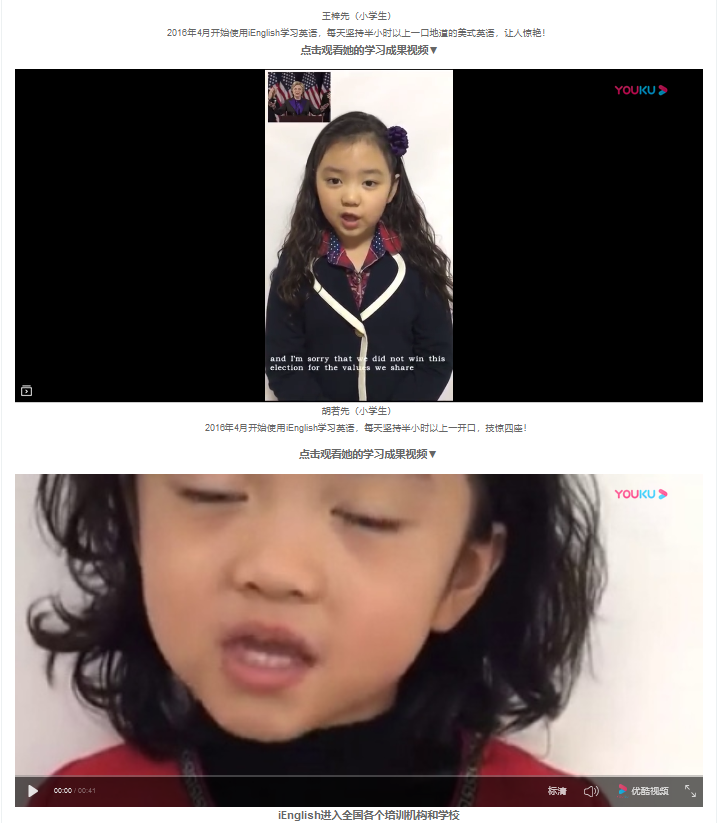 王梓先（小学生）
2016年4月开始使用iEnglish学习英语，每天坚持半小时以上一口地道的美式英语，让人惊艳！
点击观看她的学习成果视频▼
YOUKU
and I'm sorry that we did not win this
election for the values we share
胡若先（小学生）
2016年4月开始使用iEnglish学习英语，每天坚持半小时以上一开口，技惊四座！
点击观看她的学习成果视频▼
YOUKU
00:00 / 00:41 标清 优酷视频
iEnglish进入全国各个培训机构和学校